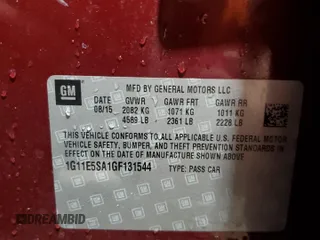 GM
MFD BY GENERAL MOTORS LLC
DATE GVWR GAWR FRT GAWR RR
08/15 2082 KG 1071 KG 1011 KG
4589 LB 2361 LB 2228 LB
THIS VEHICLE CONFORMS TO ALL APPLICABLE U.S. FEDERAL MOTOR
VEHICLE SAFETY, BUMPER, AND THEFT PREVENTION STANDARDS IN
EFFECT ON THE DATE OF MANUFACTURE SHOWN ABOVE.
1G11E5SA1GF131544 TYPE: PASS CAR
DREAMBID